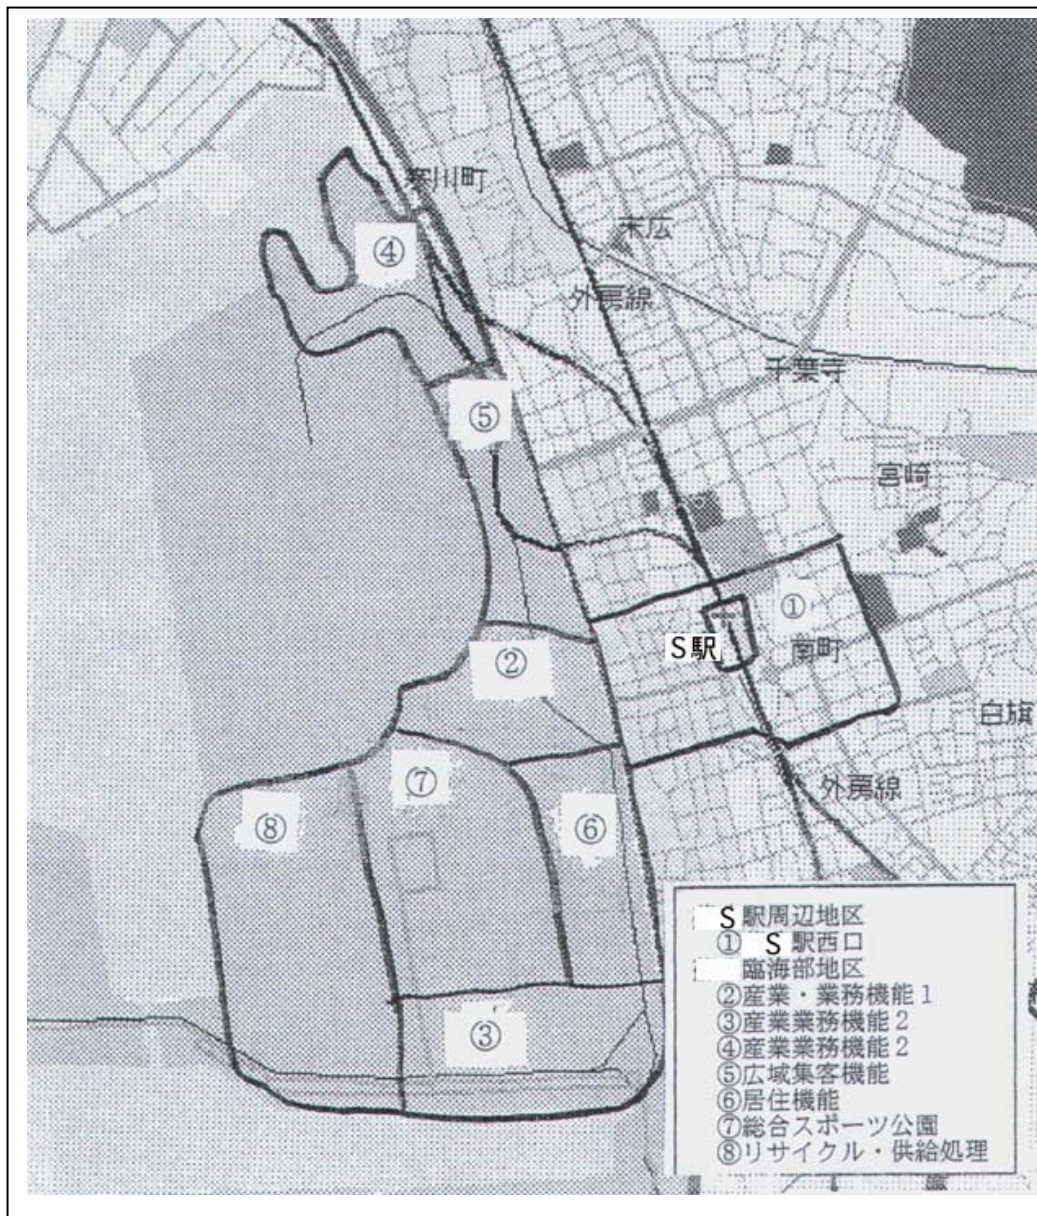 寒川町
④
末広
外房線
千葉寺
⑤
宮崎
①
S駅
南町
②
白旗
⑦
外房線
⑧
⑥
③
S駅周辺地区
① S駅西口
臨海部地区
②産業・業務機能1
③産業業務機能2
④産業業務機能2
⑤広域集客機能
⑥居住機能
⑦総合スポーツ公園
⑧リサイクル・供給処理